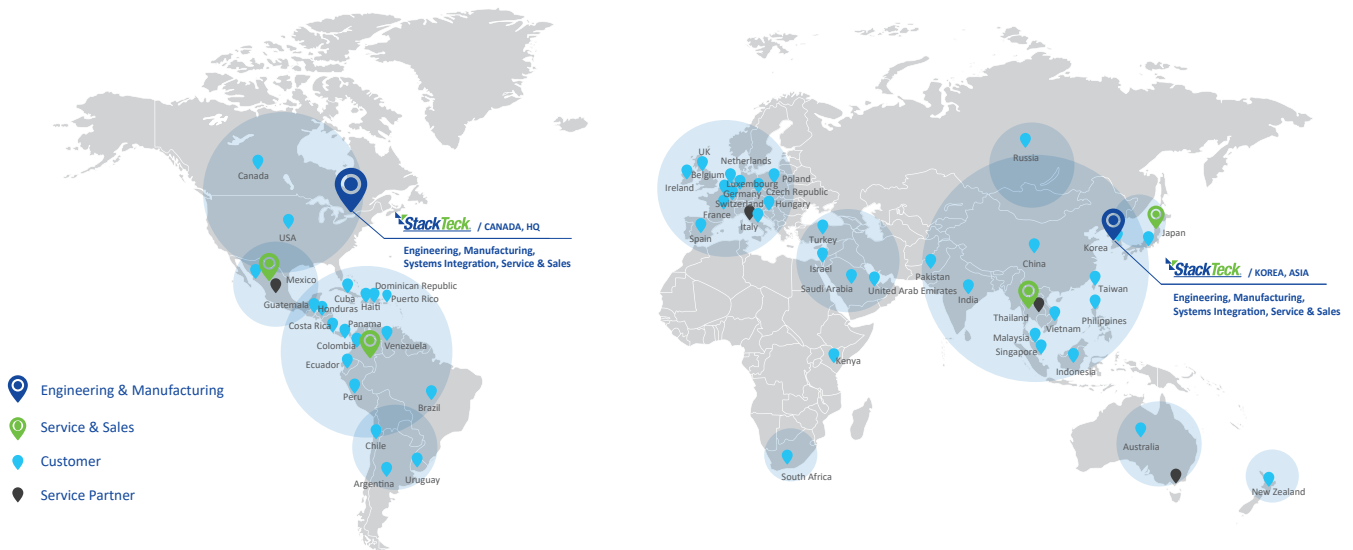 Canada
USA
StackTeck / CANADA, HQ
Engineering, Manufacturing,
Systems Integration, Service & Sales
Mexico
Guatemala
Honduras
Cuba
Haiti
Dominican Republic
Puerto Rico
Costa Rica
Panama
Colombia
Venezuela
Ecuador
Peru
Brazil
Chile
Argentina
Uruguay
UK
Ireland
Netherlands
Belgium
Luxembourg
Poland
Germany
Czech Republic
Switzerland
Hungary
France
Italy
Spain
Turkey
Israel
Saudi Arabia
United Arab Emirates
Kenya
South Africa
Russia
Pakistan
India
China
Korea
Japan
StackTeck / KOREA, ASIA
Engineering, Manufacturing,
Systems Integration, Service & Sales
Taiwan
Thailand
Vietnam
Philippines
Malaysia
Singapore
Indonesia
Australia
New Zealand
Engineering & Manufacturing
Service & Sales
Customer
Service Partner